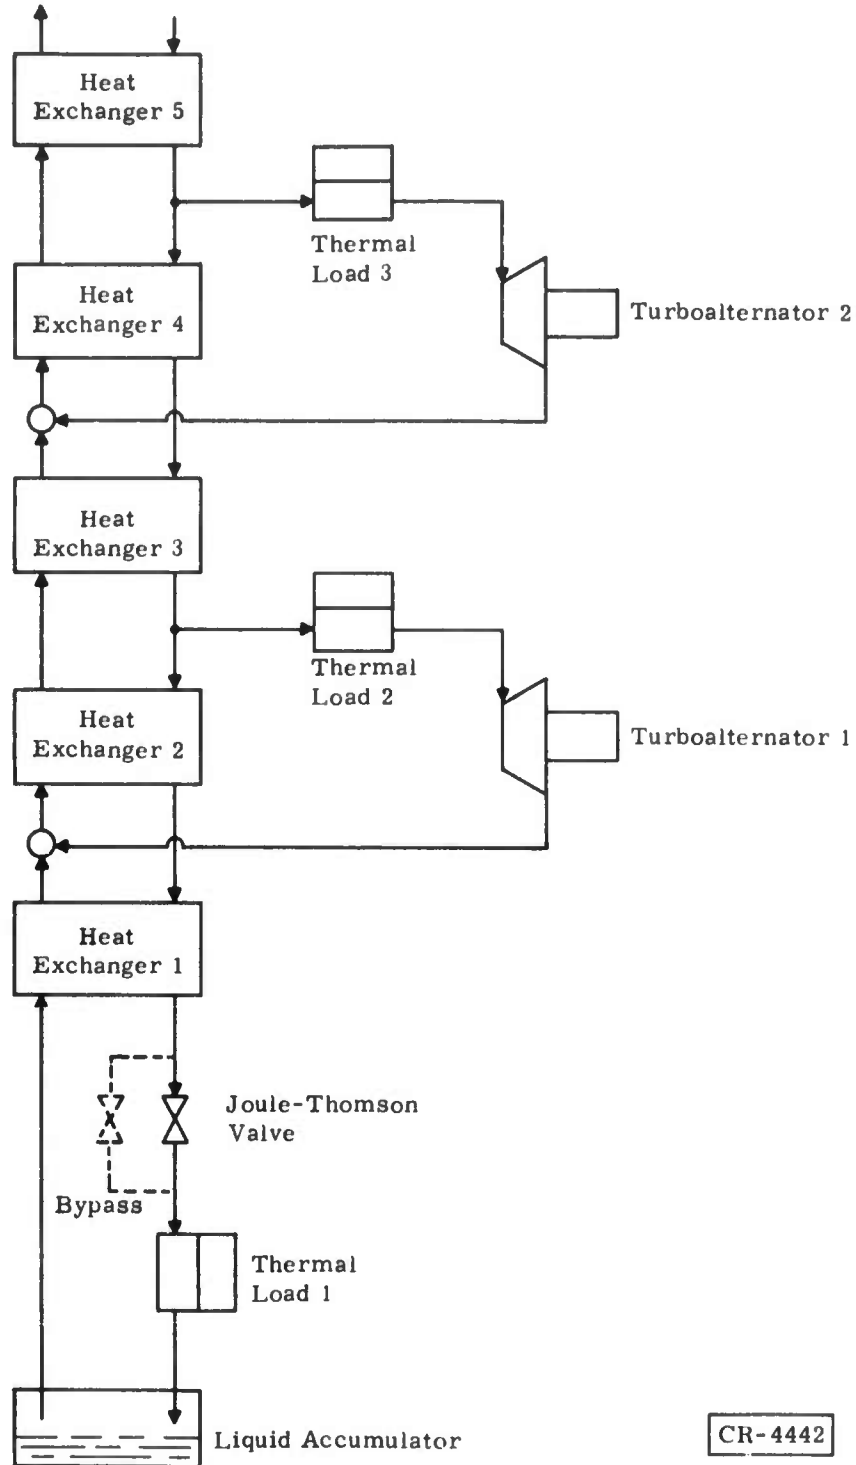 Heat
Exchanger 5
Thermal
Load 3
Heat
Exchanger 4
Turboalternator 2
Heat
Exchanger 3
Thermal
Load 2
Heat
Exchanger 2
Turboalternator 1
Heat
Exchanger 1
Joule-Thomson
Valve
Bypass
Thermal
Load 1
Liquid Accumulator
CR-4442